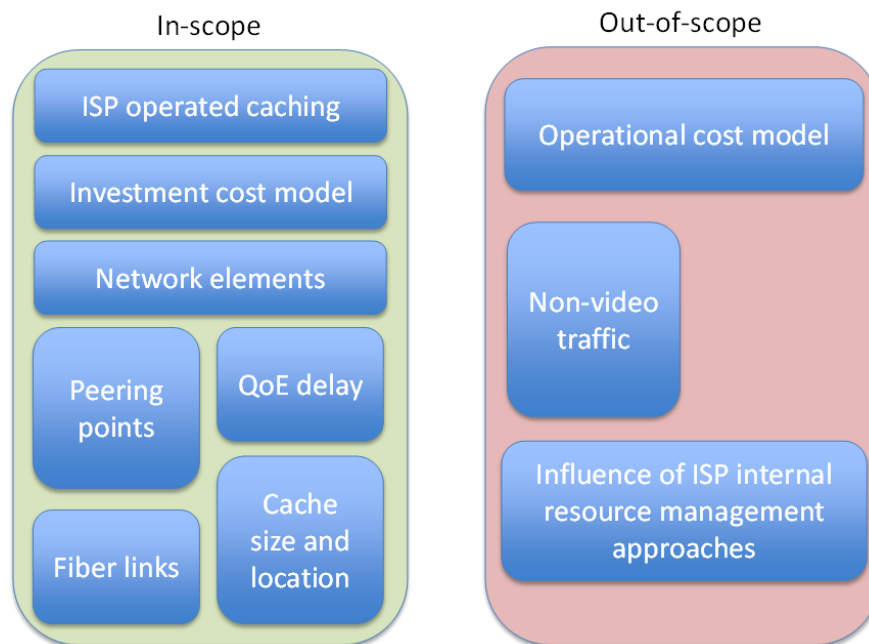 In-scope
ISP operated caching
Investment cost model
Network elements
Peering
points
QoE delay
Fiber links
Cache
size and
location
Out-of-scope
Operational cost model
Non-video
traffic
Influence of ISP internal
resource management
approaches